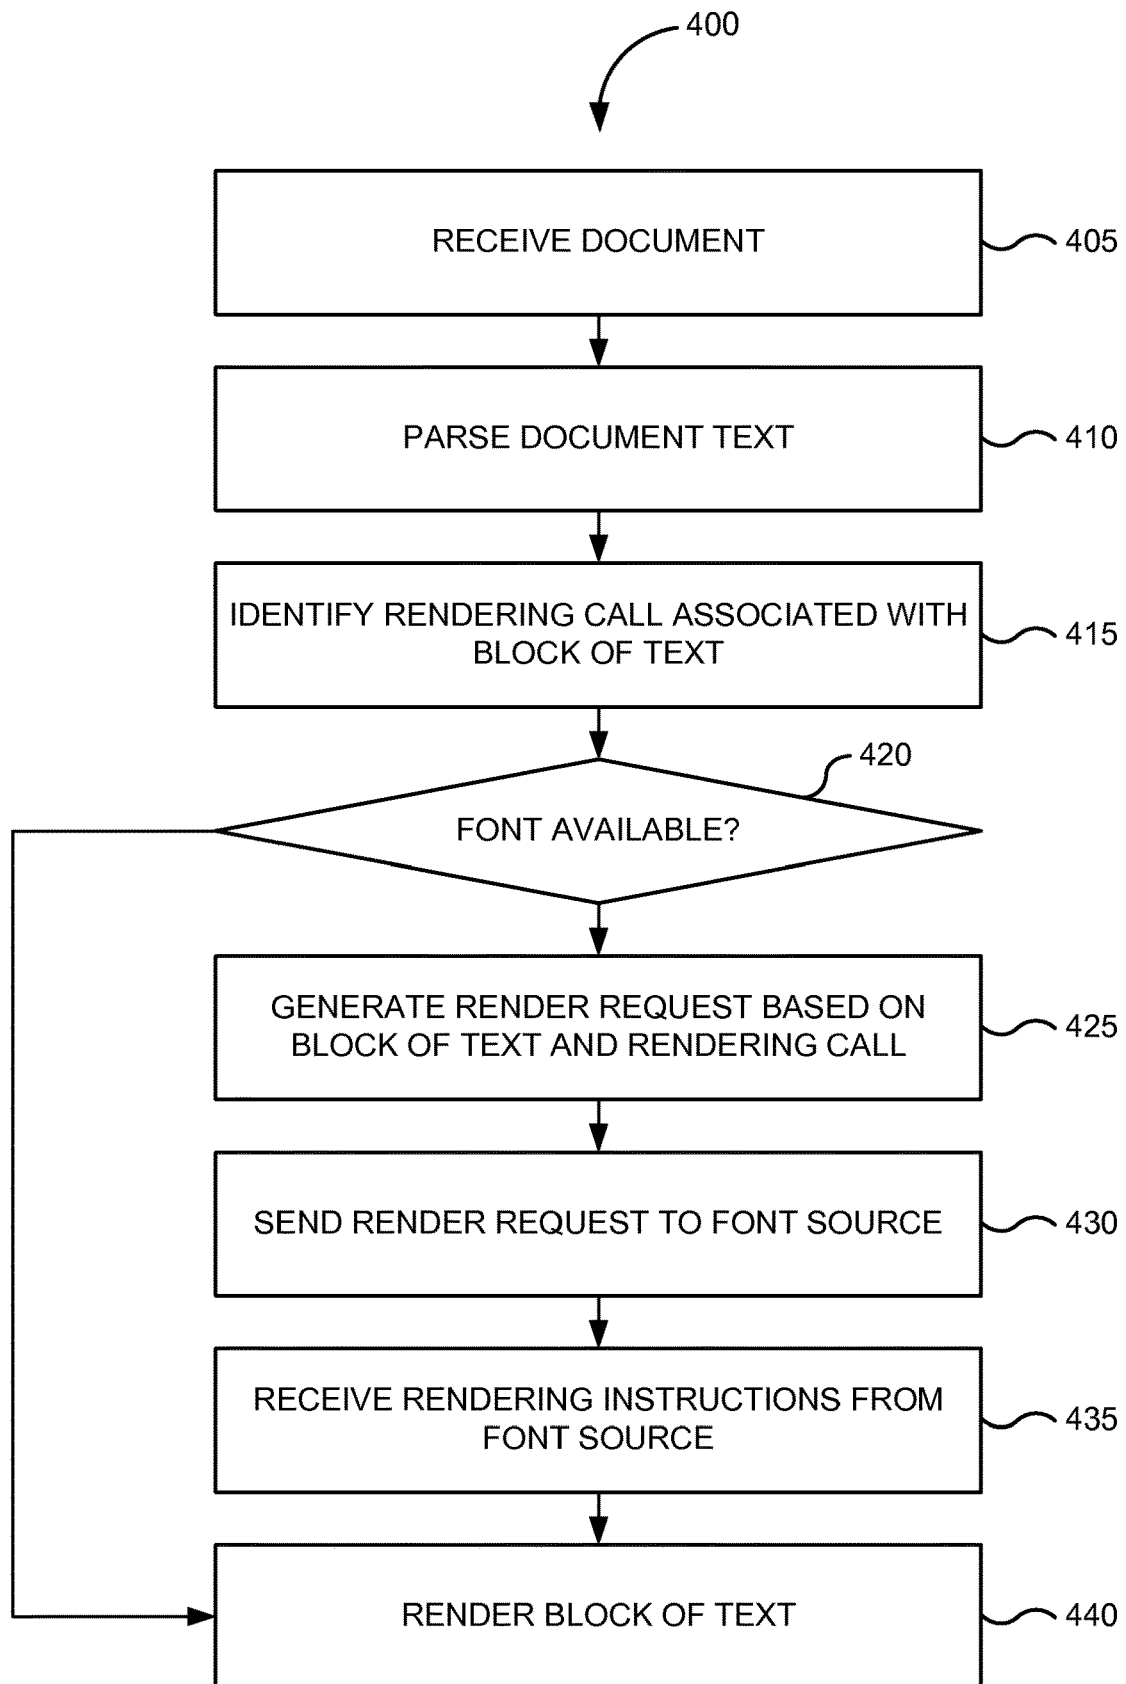 400
RECEIVE DOCUMENT
405
PARSE DOCUMENT TEXT
410
IDENTIFY RENDERING CALL ASSOCIATED WITH
BLOCK OF TEXT
415
420
FONT AVAILABLE?
GENERATE RENDER REQUEST BASED ON
BLOCK OF TEXT AND RENDERING CALL
425
SEND RENDER REQUEST TO FONT SOURCE
430
RECEIVE RENDERING INSTRUCTIONS FROM
FONT SOURCE
435
RENDER BLOCK OF TEXT
440